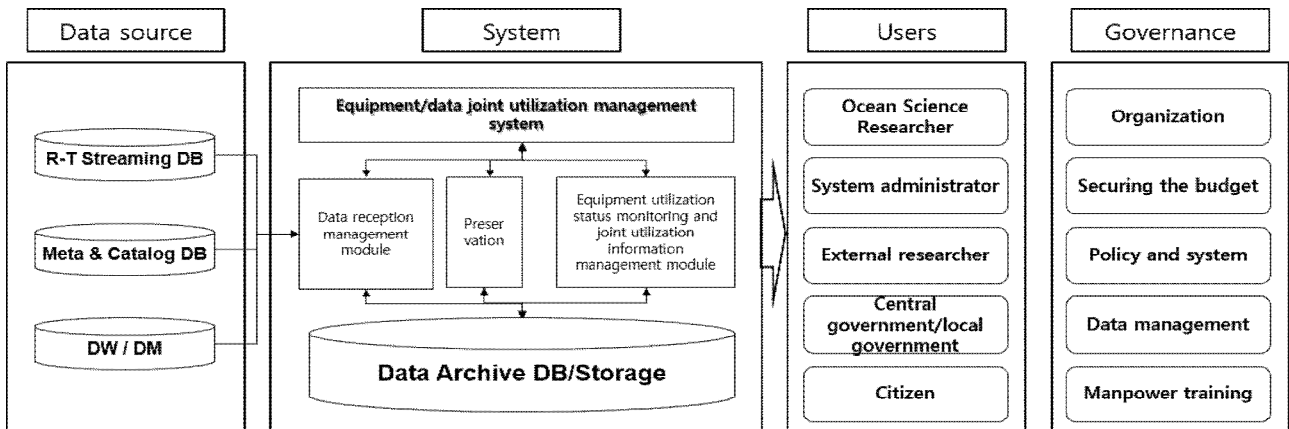 Data source
System
Users
Governance
R-T Streaming DB
Meta & Catalog DB
DW / DM
Equipment/data joint utilization management
system
Data reception
management
module
Preser
vation
Equipment utilization
status monitoring and
joint utilization
information
management module
Data Archive DB/Storage
Ocean Science
Researcher
System administrator
External researcher
Central
government/local
government
Citizen
Organization
Securing the budget
Policy and system
Data management
Manpower training